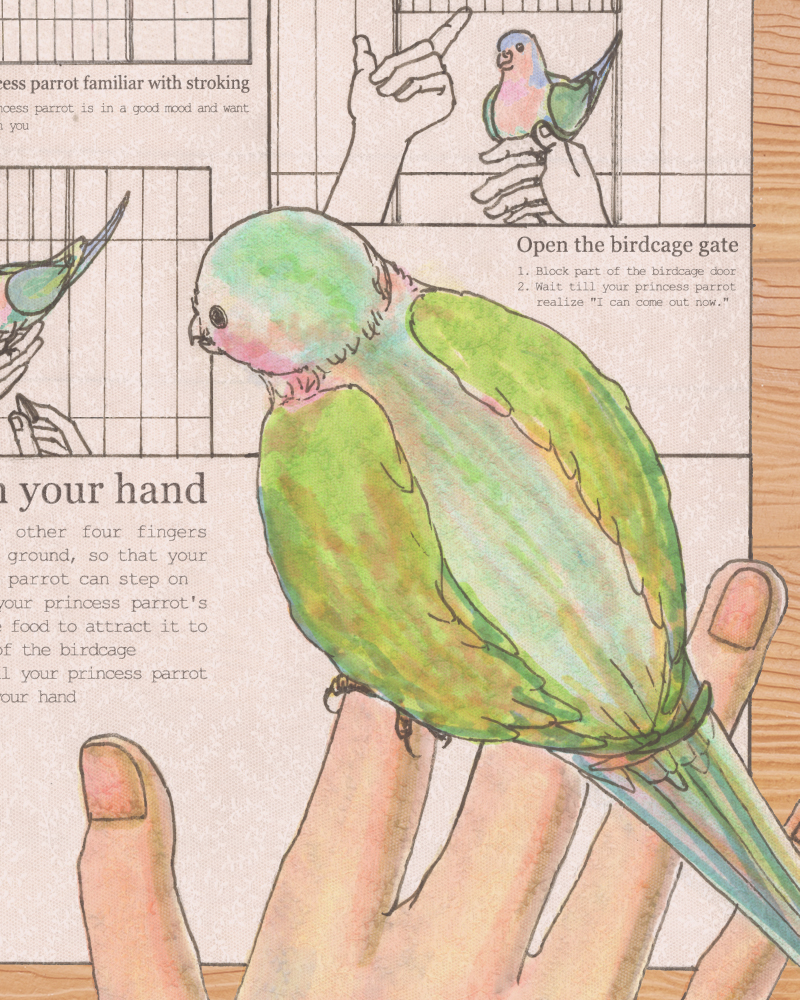 cess parrot familiar with stroking
ncess parrot is in a good mood and want
you
Open the birdcage gate
1. Block part of the birdcage door
2. Wait till your princess parrot
realize "I can come out now."
your hand
other four fingers
ground, so that your
parrot can step on
your princess parrot's
food to attract it to
of the birdcage
your princess parrot
your hand